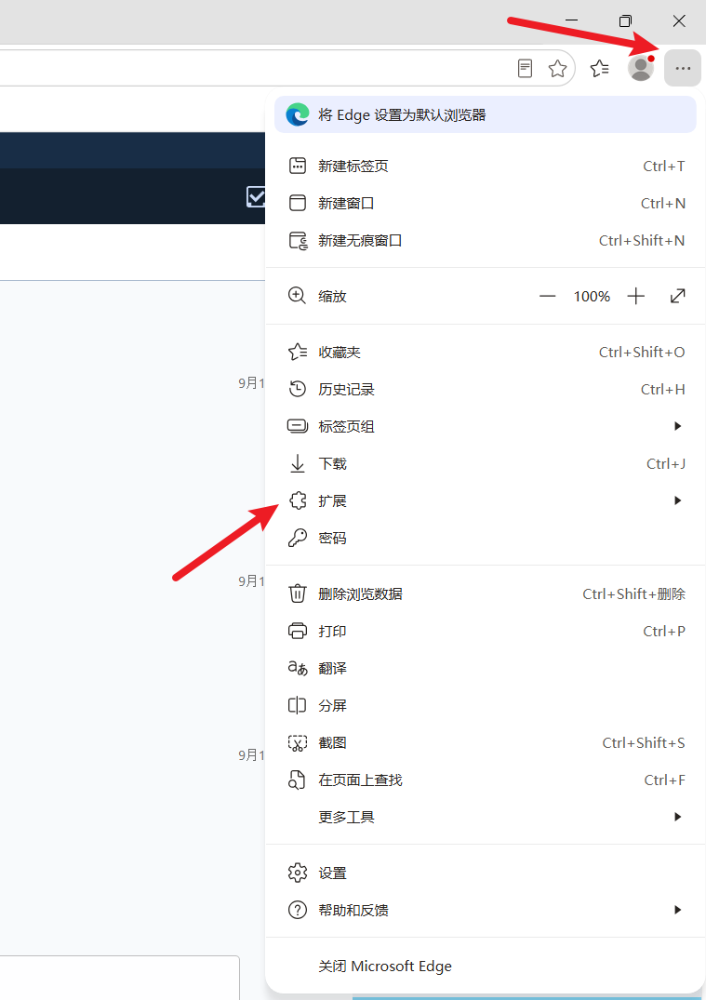 将 Edge 设置为默认浏览器
新建标签页 Ctrl+T
新建窗口 Ctrl+N
新建无痕窗口 Ctrl+Shift+N
缩放 100%
收藏夹 Ctrl+Shift+O
9月1
历史记录 Ctrl+H
标签页组
下载 Ctrl+J
扩展
密码
9月1
删除浏览数据 Ctrl+Shift+删除
打印 Ctrl+P
aあ 翻译
分屏
截图 Ctrl+Shift+S
9月1
在页面上查找 Ctrl+F
更多工具
设置
帮助和反馈
关闭 Microsoft Edge